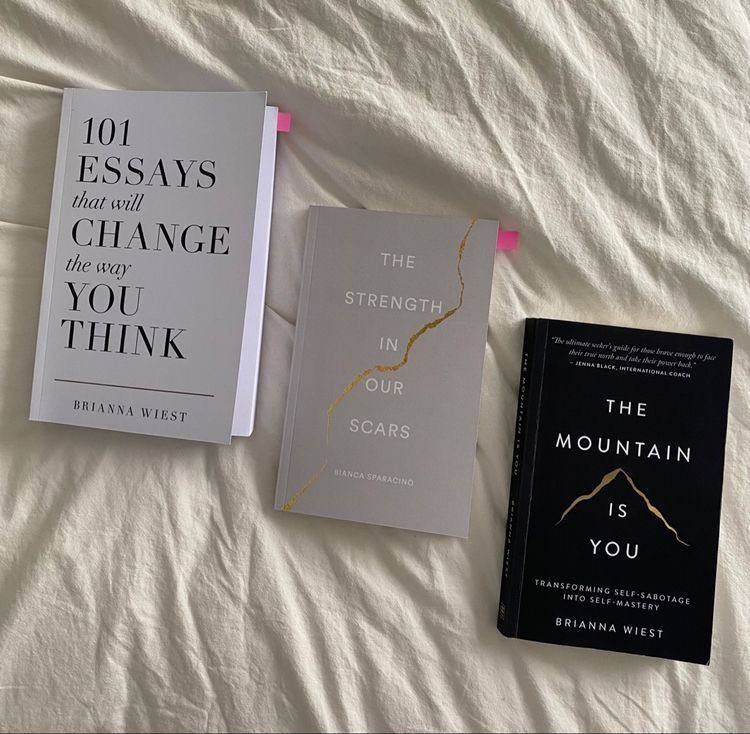 101
ESSAYS
that will
CHANGE
the way
YOU
THINK
BRIANNA WIEST
THE
STRENGTH
IN
OUR
SCARS
BIANCA SPARACINO
THE MOUNTAIN IS YOU
BRIANNA WIEST
"The ultimate seeker's guide for those brave enough to face
their true north and take their power back."
– JENNA BLACK, INTERNATIONAL COACH
THE
MOUNTAIN
IS
YOU
TRANSFORMING SELF-SABOTAGE
INTO SELF-MASTERY
BRIANNA WIEST